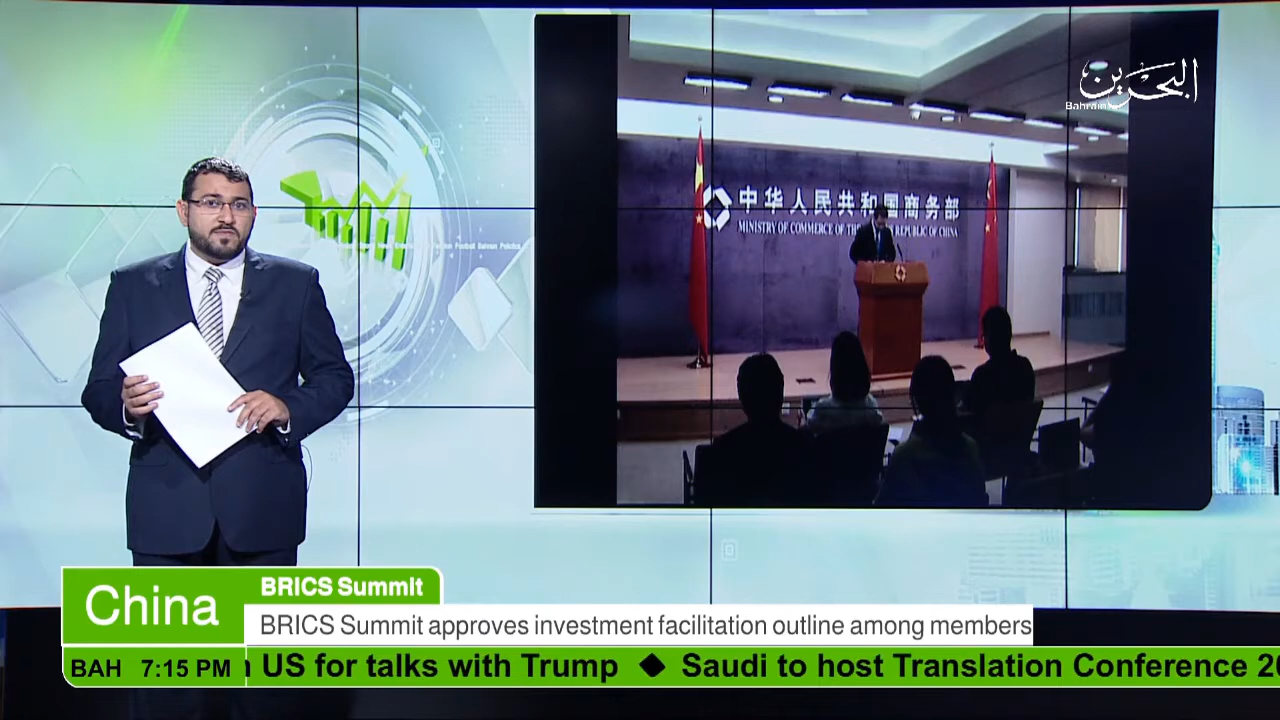 البحرين
Bahrain
中华人民共和国商务部
MINISTRY OF COMMERCE OF THE REPUBLIC OF CHINA
China
BRICS Summit
BRICS Summit approves investment facilitation outline among members
BAH 7:15 PM
US for talks with Trump ◆ Saudi to host Translation Conference